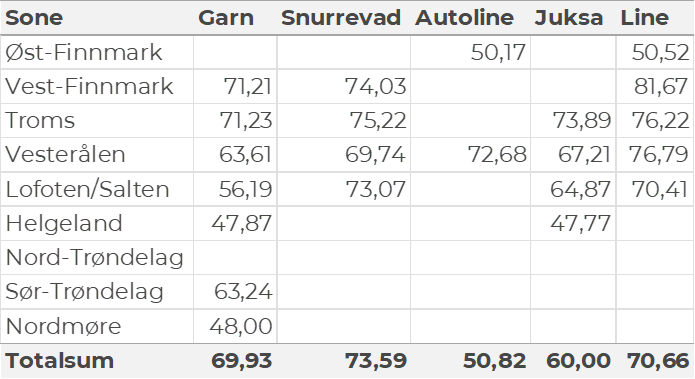 Sone Garn Snurrevad Autoline Juksa Line
Øst-Finnmark 50,17 50,52
Vest-Finnmark 71,21 74,03 81,67
Troms 71,23 75,22 73,89 76,22
Vesterålen 63,61 69,74 72,68 67,21 76,79
Lofoten/Salten 56,19 73,07 64,87 70,41
Helgeland 47,87 47,77
Nord-Trøndelag
Sør-Trøndelag 63,24
Nordmøre 48,00
Totalsum 69,93 73,59 50,82 60,00 70,66